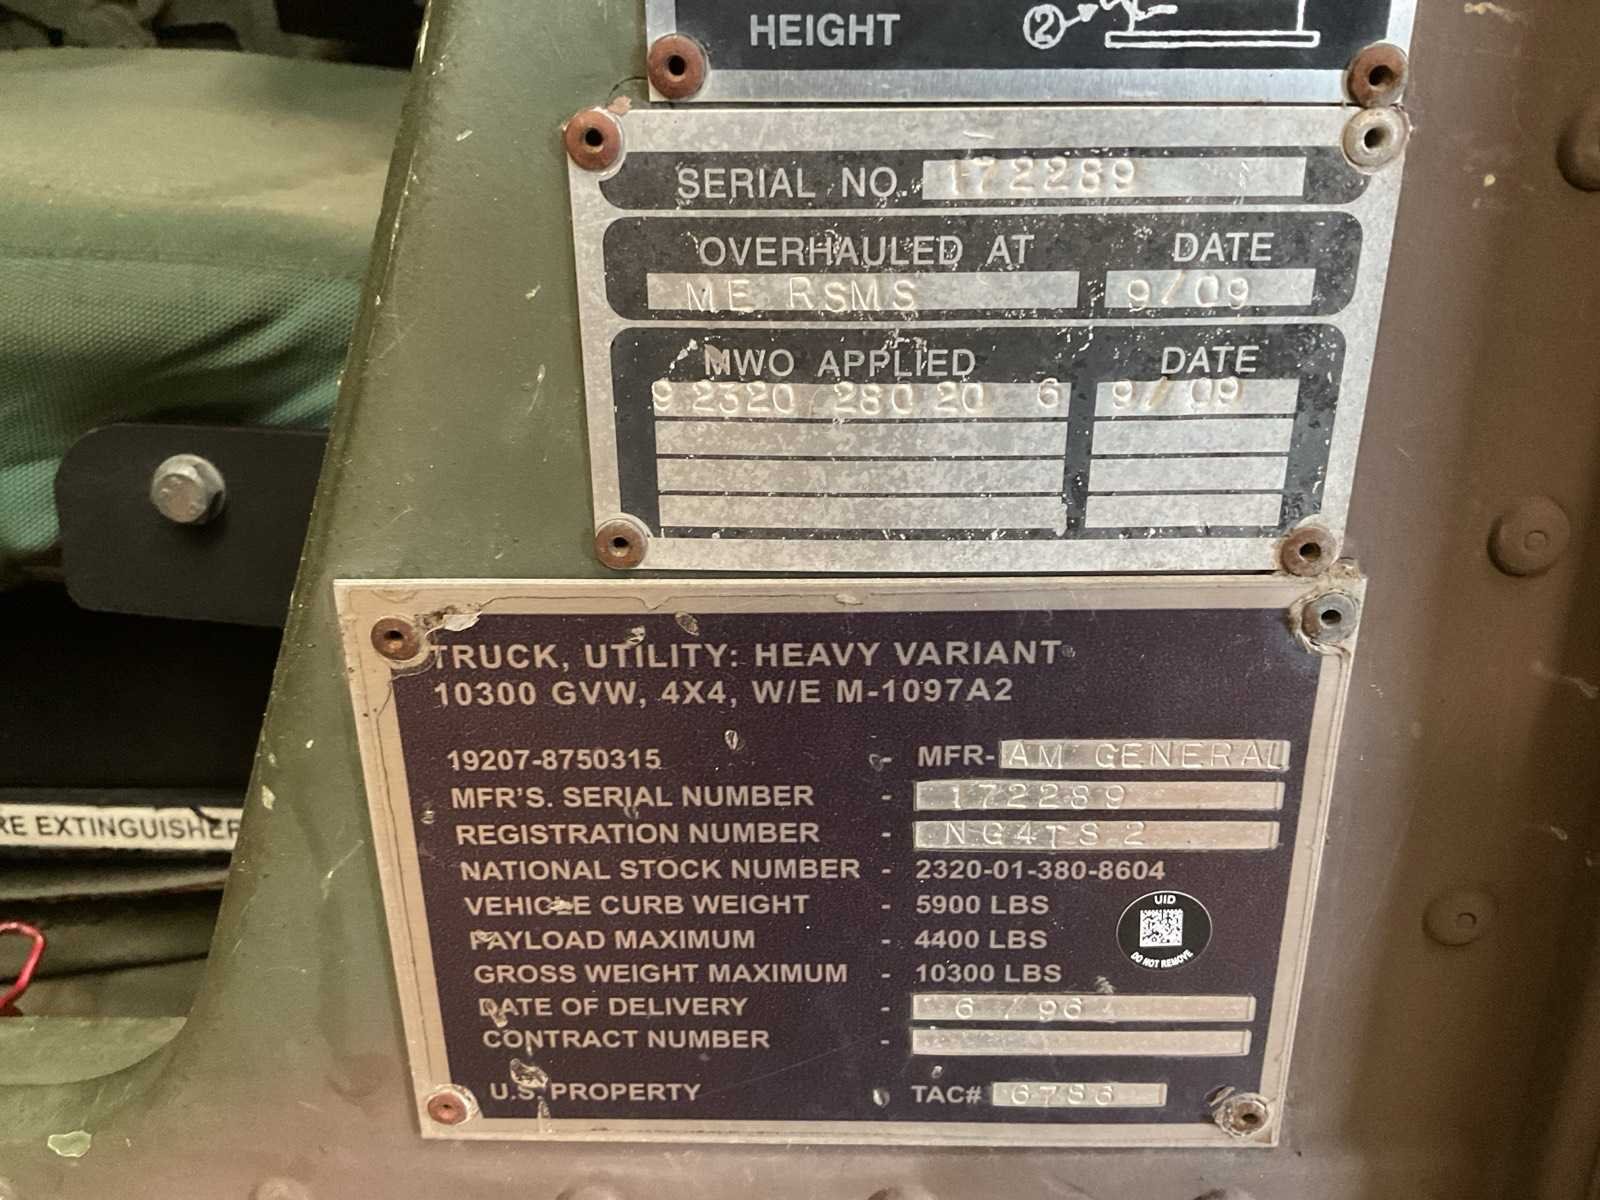 HEIGHT
2
SERIAL NO. 172289
OVERHAULED AT DATE
ME RSMS 9/09
MWO APPLIED DATE
9 2320 280 20 6 9/09
TRUCK, UTILITY: HEAVY VARIANT
10300 GVW, 4X4, W/E M-1097A2
19207-8750315 - MFR- AM GENERAL
MFR'S. SERIAL NUMBER - 172289
REGISTRATION NUMBER - NG4TS2
NATIONAL STOCK NUMBER - 2320-01-380-8604
VEHICLE CURB WEIGHT - 5900 LBS
PAYLOAD MAXIMUM - 4400 LBS
GROSS WEIGHT MAXIMUM - 10300 LBS
DATE OF DELIVERY - 6 / 96
CONTRACT NUMBER -
U.S. PROPERTY TAC#
UID
DO NOT REMOVE
RE EXTINGUISHER